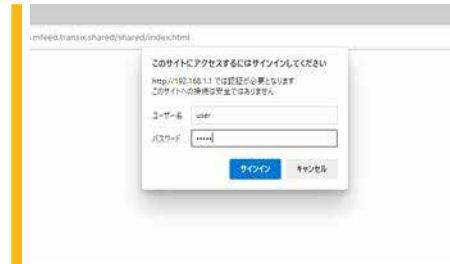 .mfeed.transix.shared/shared/index.html
このサイトにアクセスするにはサインインしてください
http://192.168.1.1 では認証が必要となります
このサイトへの接続は安全ではありません
ユーザー名 user
パスワード •••••
サインイン キャンセル